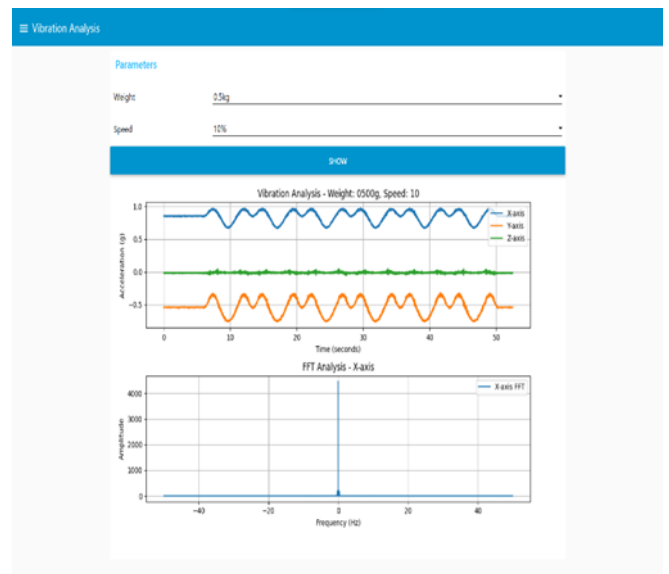 ≡ Vibration Analysis
Parameters
Weight 0.5kg
Speed 10%
SHOW
Vibration Analysis - Weight: 0500g, Speed: 10
Acceleration (g)
1.0
0.5
0.0
−0.5
X-axis
Y-axis
Z-axis
0 10 20 30 40 50
Time (seconds)
FFT Analysis - X-axis
Amplitude
4000
3000
2000
1000
0
X-axis FFT
−40 −20 0 20 40
Frequency (Hz)